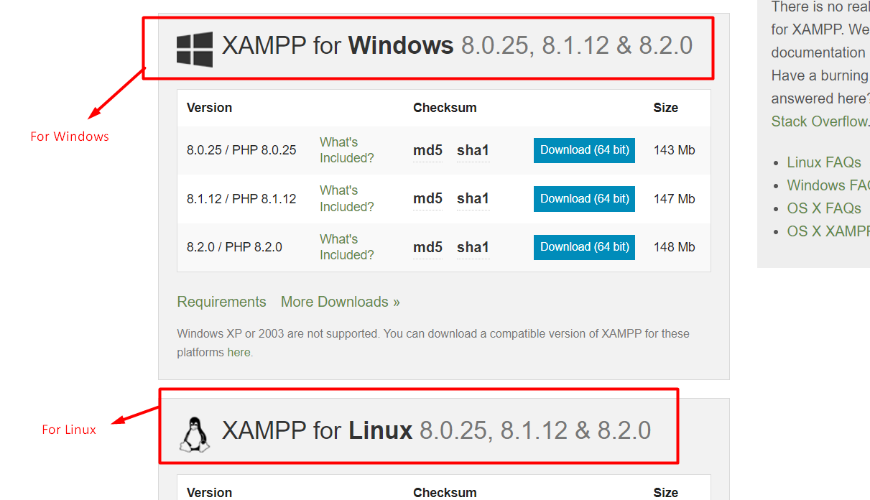 XAMPP for Windows 8.0.25, 8.1.12 & 8.2.0
For Windows
Version Checksum Size
8.0.25 / PHP 8.0.25 What's Included? md5 sha1 Download (64 bit) 143 Mb
8.1.12 / PHP 8.1.12 What's Included? md5 sha1 Download (64 bit) 147 Mb
8.2.0 / PHP 8.2.0 What's Included? md5 sha1 Download (64 bit) 148 Mb
Requirements More Downloads »
Windows XP or 2003 are not supported. You can download a compatible version of XAMPP for these
platforms here.
XAMPP for Linux 8.0.25, 8.1.12 & 8.2.0
For Linux
Version Checksum Size
There is no real
for XAMPP. We
documentation
Have a burning
answered here?
Stack Overflow.
Linux FAQs
Windows FA
OS X FAQs
OS X XAMPP